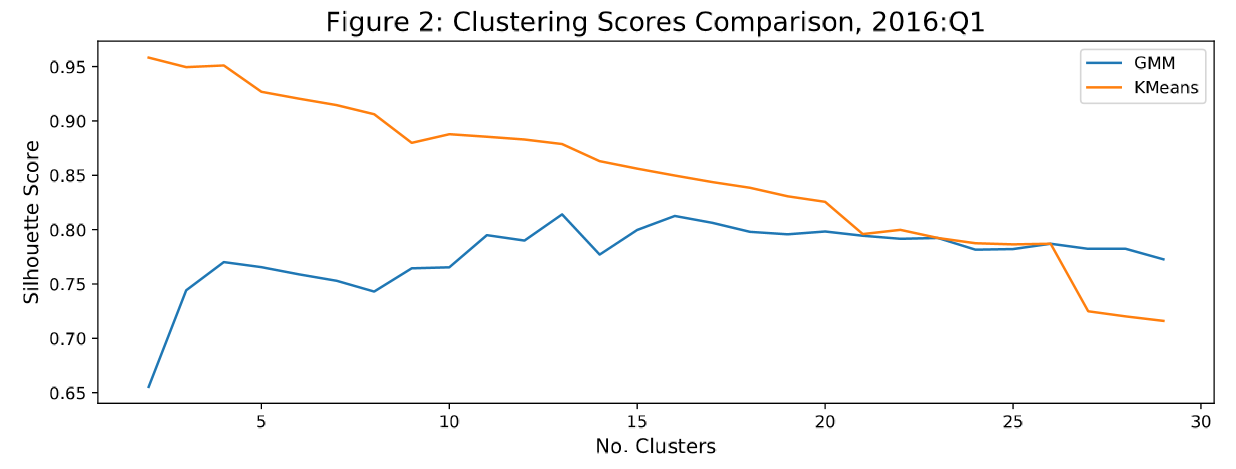 Figure 2: Clustering Scores Comparison, 2016:Q1
GMM
KMeans
Silhouette Score
0.95
0.90
0.85
0.80
0.75
0.70
0.65
5 10 15 20 25 30
No. Clusters